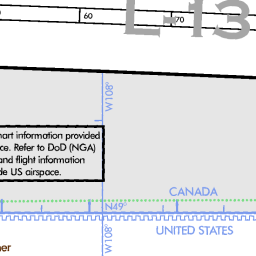 60
70
L-13
W108°
hart information provided
ce. Refer to DoD (NGA)
and flight information
de US airspace.
CANADA
N49°
UNITED STATES
W108°
her